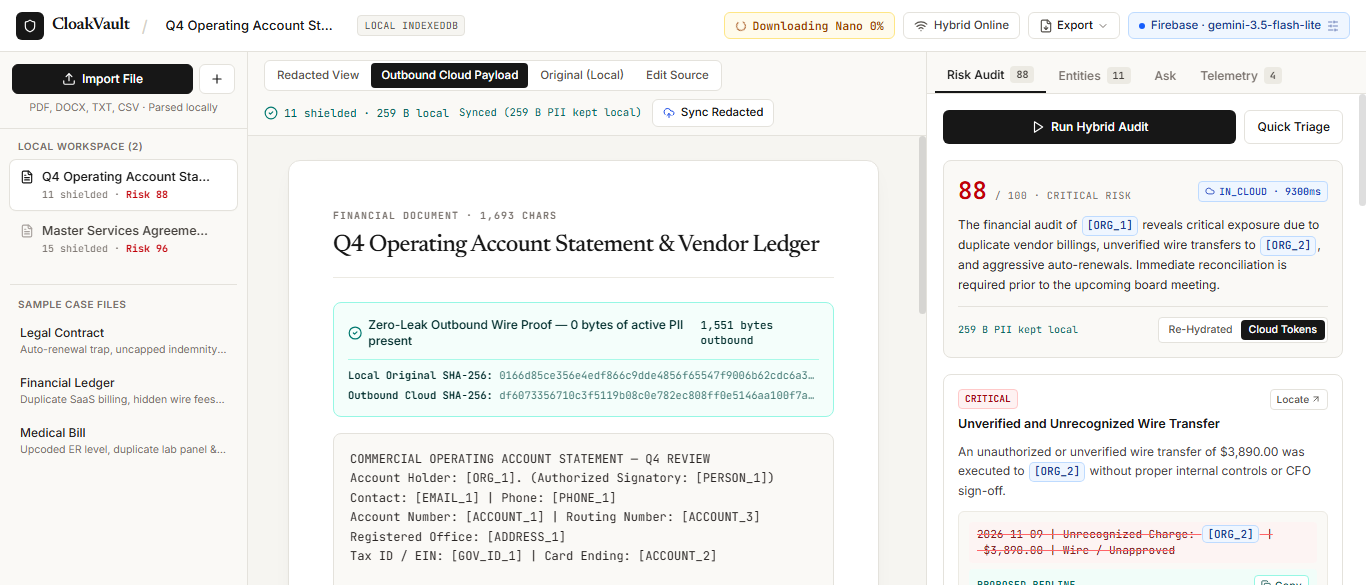 CloakVault / Q4 Operating Account St... LOCAL INDEXEDDB Downloading Nano 0% Hybrid Online Export Firebase · gemini-3.5-flash-lite
Import File +
PDF, DOCX, TXT, CSV · Parsed locally
LOCAL WORKSPACE (2)
Q4 Operating Account Sta...
11 shielded · Risk 88
Master Services Agreeme...
15 shielded · Risk 96
SAMPLE CASE FILES
Legal Contract
Auto-renewal trap, uncapped indemnity...
Financial Ledger
Duplicate SaaS billing, hidden wire fees...
Medical Bill
Upcoded ER level, duplicate lab panel &...
Redacted View Outbound Cloud Payload Original (Local) Edit Source
11 shielded · 259 B local Synced (259 B PII kept local) Sync Redacted
FINANCIAL DOCUMENT · 1,693 CHARS
Q4 Operating Account Statement & Vendor Ledger
Zero-Leak Outbound Wire Proof — 0 bytes of active PII present
1,551 bytes outbound
Local Original SHA-256: 0166d85ce356e4edf866c9dde4856f65547f9006b62cdc6a3…
Outbound Cloud SHA-256: df6073356710c3f5119b08c0e782ec808ff0e5146aa100f7a…
COMMERCIAL OPERATING ACCOUNT STATEMENT — Q4 REVIEW
Account Holder: [ORG_1]. (Authorized Signatory: [PERSON_1])
Contact: [EMAIL_1] | Phone: [PHONE_1]
Account Number: [ACCOUNT_1] | Routing Number: [ACCOUNT_3]
Registered Office: [ADDRESS_1]
Tax ID / EIN: [GOV_ID_1] | Card Ending: [ACCOUNT_2]
Risk Audit 88 Entities 11 Ask Telemetry 4
Run Hybrid Audit Quick Triage
88 / 100 · CRITICAL RISK IN_CLOUD · 9300ms
The financial audit of [ORG_1] reveals critical exposure due to
duplicate vendor billings, unverified wire transfers to [ORG_2],
and aggressive auto-renewals. Immediate reconciliation is
required prior to the upcoming board meeting.
259 B PII kept local Re-Hydrated Cloud Tokens
CRITICAL Locate ↗
Unverified and Unrecognized Wire Transfer
An unauthorized or unverified wire transfer of $3,890.00 was
executed to [ORG_2] without proper internal controls or CFO
sign-off.
2026-11-09 | Unrecognized Charge: [ORG_2] |
-$3,890.00 | Wire / Unapproved
PROPOSED REDLINE Copy